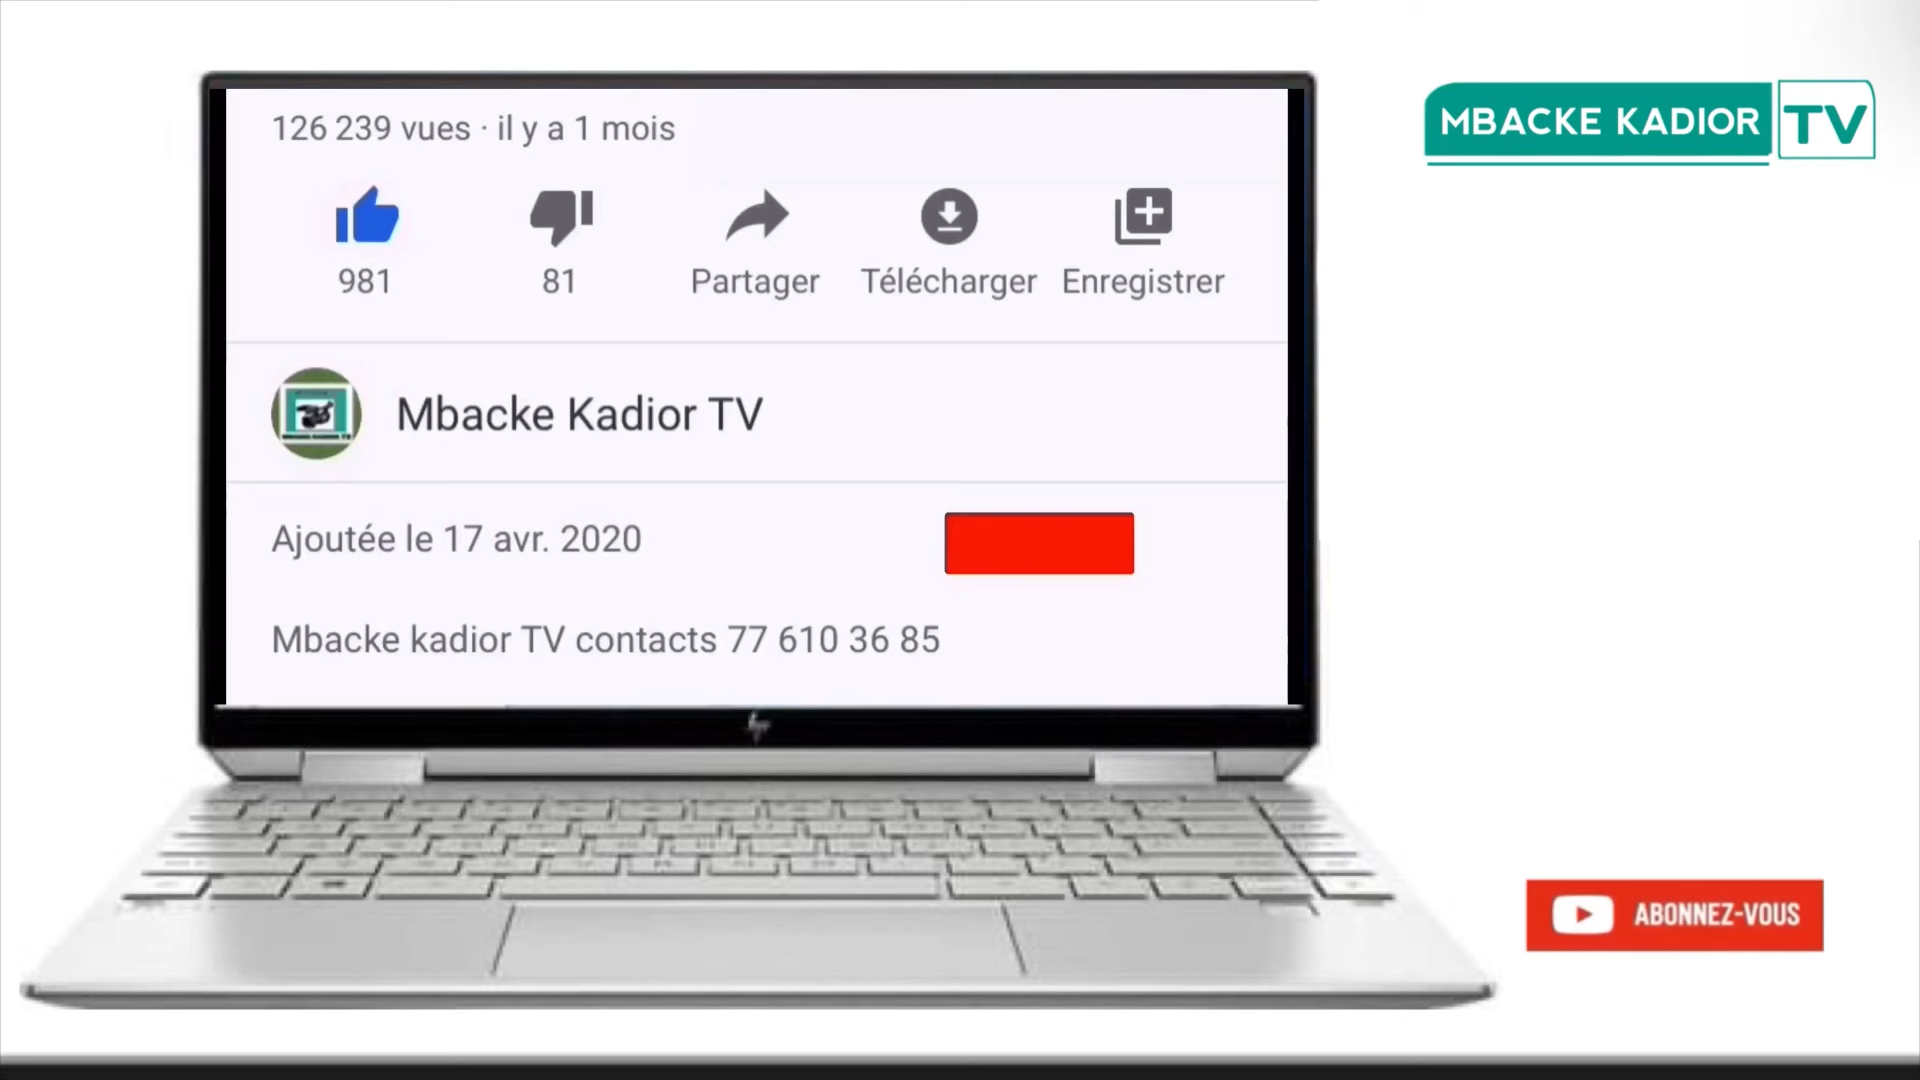 MBACKE KADIOR TV
126 239 vues · il y a 1 mois
981
81
Partager
Télécharger
Enregistrer
Mbacke Kadior TV
Ajoutée le 17 avr. 2020
Mbacke kadior TV contacts 77 610 36 85
ABONNEZ-VOUS